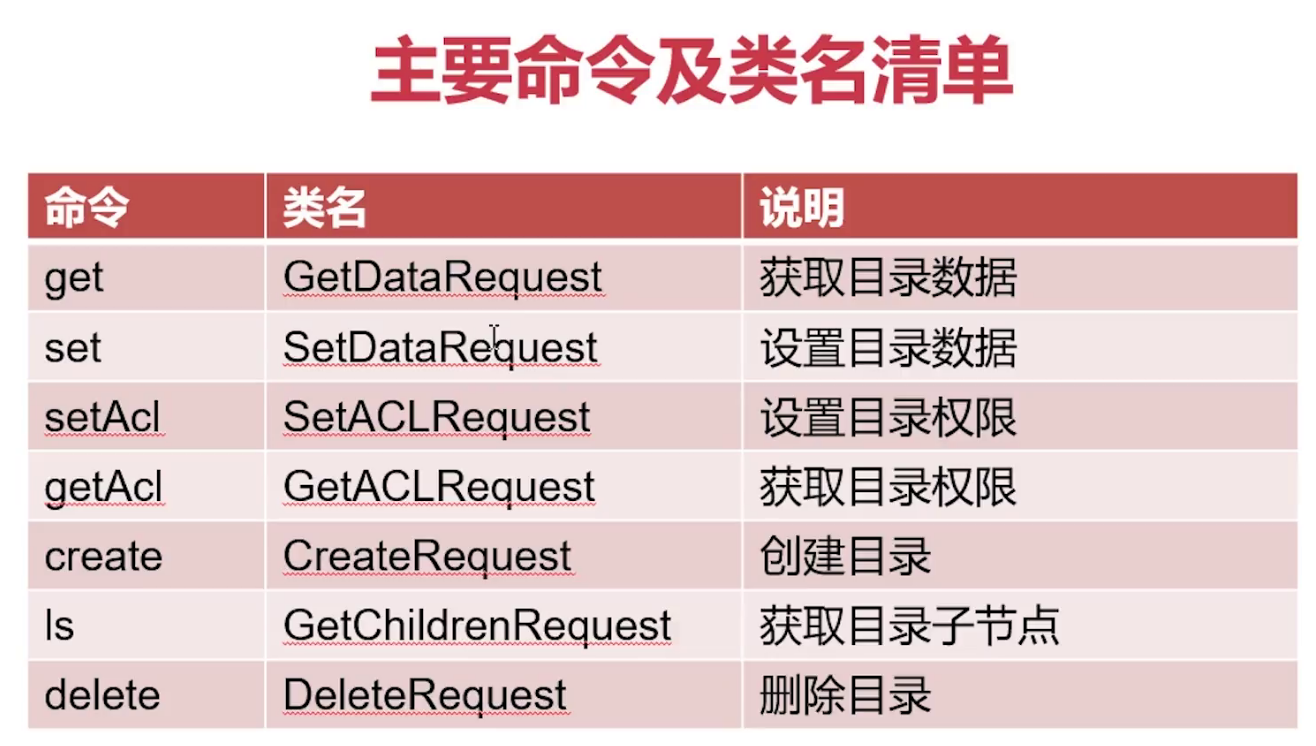 主要命令及类名清单
命令 类名 说明
get GetDataRequest 获取目录数据
set SetDataRequest 设置目录数据
setAcl SetACLRequest 设置目录权限
getAcl GetACLRequest 获取目录权限
create CreateRequest 创建目录
ls GetChildrenRequest 获取目录子节点
delete DeleteRequest 删除目录